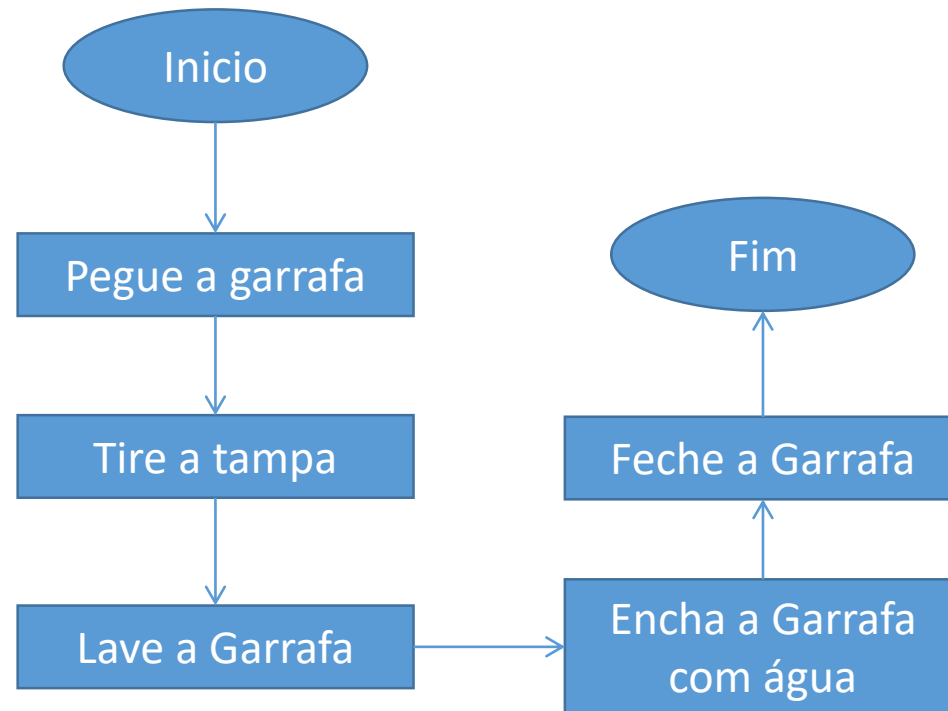 Inicio
Pegue a garrafa
Tire a tampa
Lave a Garrafa
Encha a Garrafa
com água
Feche a Garrafa
Fim